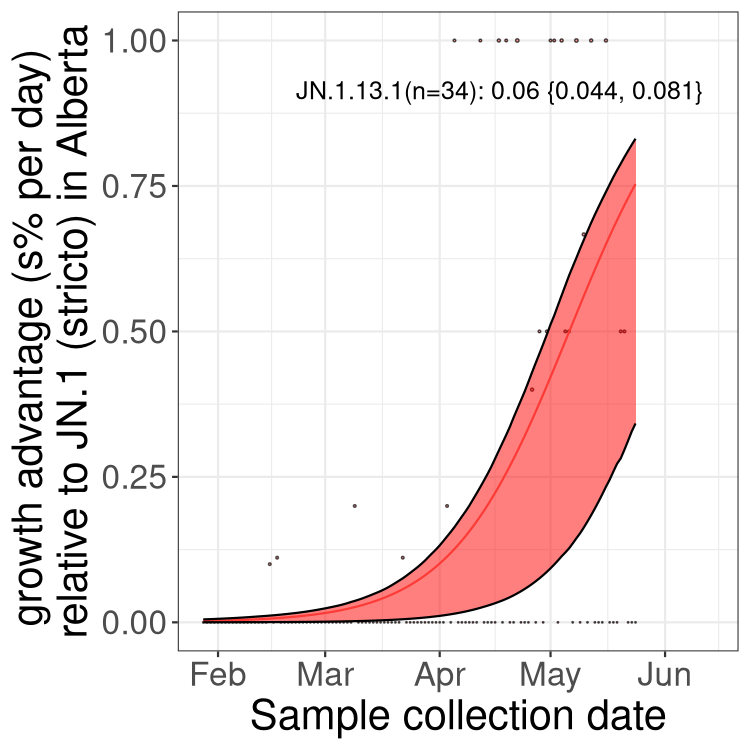 growth advantage (s% per day)
relative to JN.1 (stricto) in Alberta
1.00
0.75
0.50
0.25
0.00
JN.1.13.1(n=34): 0.06 {0.044, 0.081}
Feb Mar Apr May Jun
Sample collection date